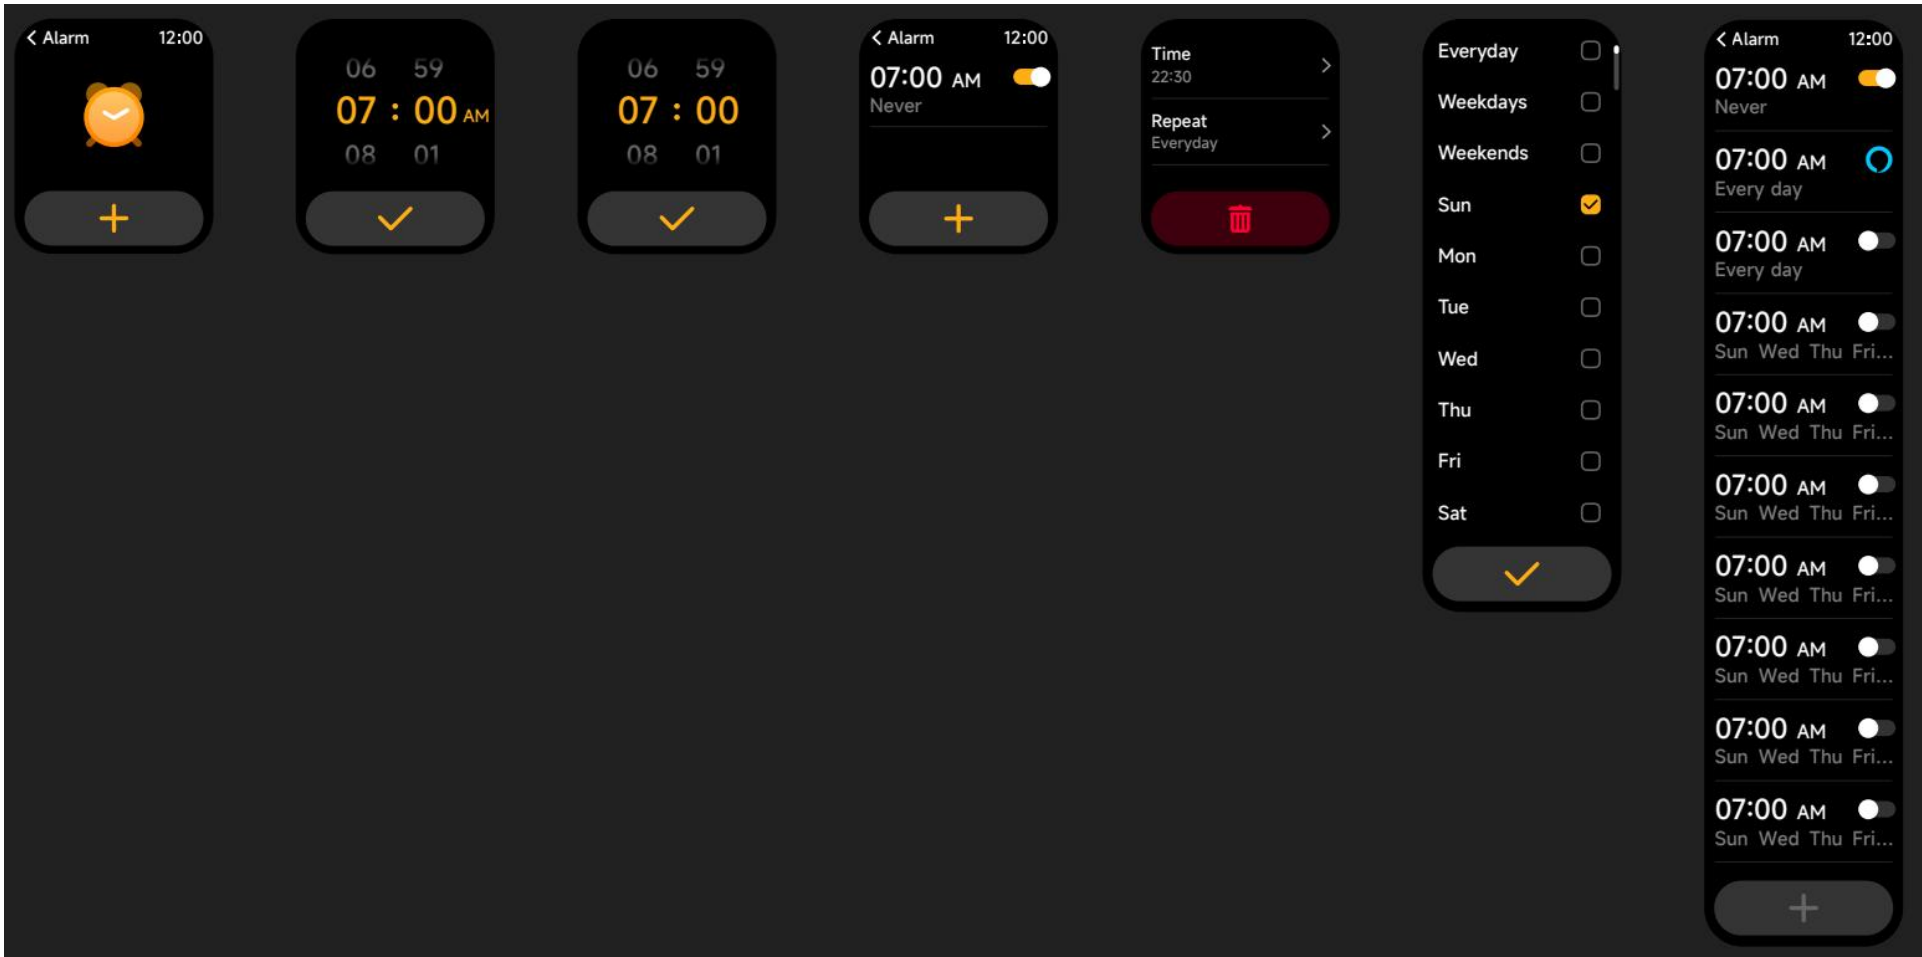 Alarm 12:00
06 59
07 : 00 AM
08 01
06 59
07 : 00
08 01
Alarm 12:00
07:00 AM
Never
Time
22:30
Repeat
Everyday
Everyday
Weekdays
Weekends
Sun
Mon
Tue
Wed
Thu
Fri
Sat
Alarm 12:00
07:00 AM
Never
07:00 AM
Every day
07:00 AM
Every day
07:00 AM
Sun Wed Thu Fri...
07:00 AM
Sun Wed Thu Fri...
07:00 AM
Sun Wed Thu Fri...
07:00 AM
Sun Wed Thu Fri...
07:00 AM
Sun Wed Thu Fri...
07:00 AM
Sun Wed Thu Fri...
07:00 AM
Sun Wed Thu Fri...